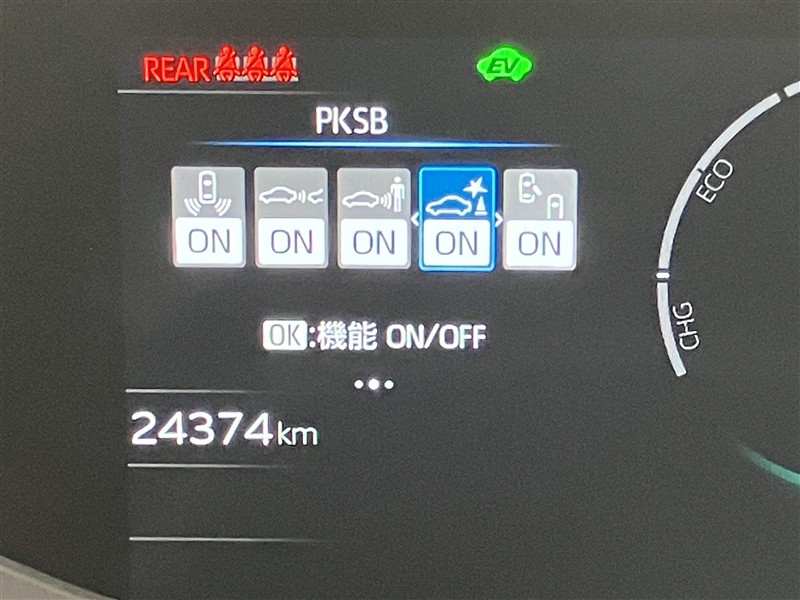 REAR
EV
PKSB
ON ON ON ON ON
OK:機能 ON/OFF
24374km
ECO
CHG